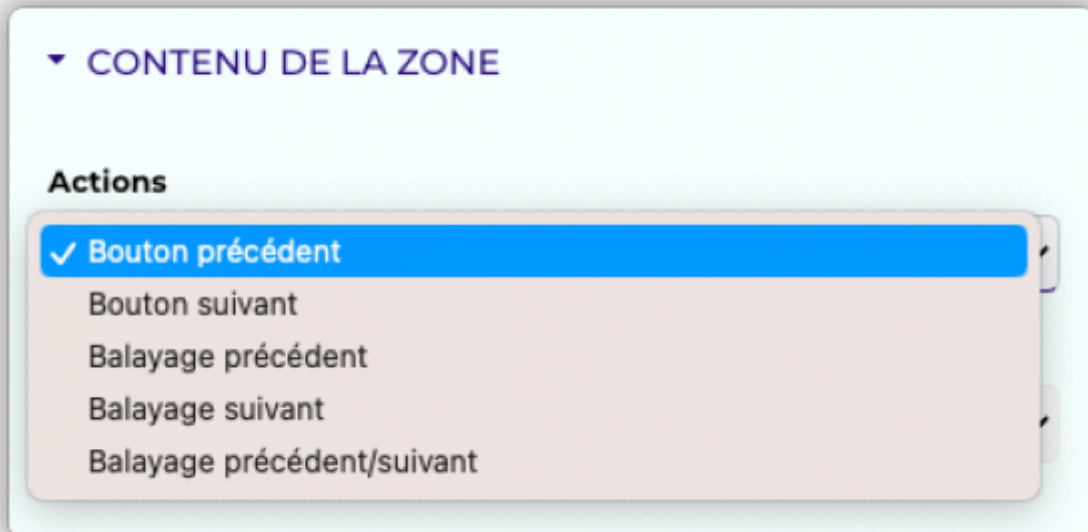 CONTENU DE LA ZONE
Actions
Bouton précédent
Bouton suivant
Balayage précédent
Balayage suivant
Balayage précédent/suivant